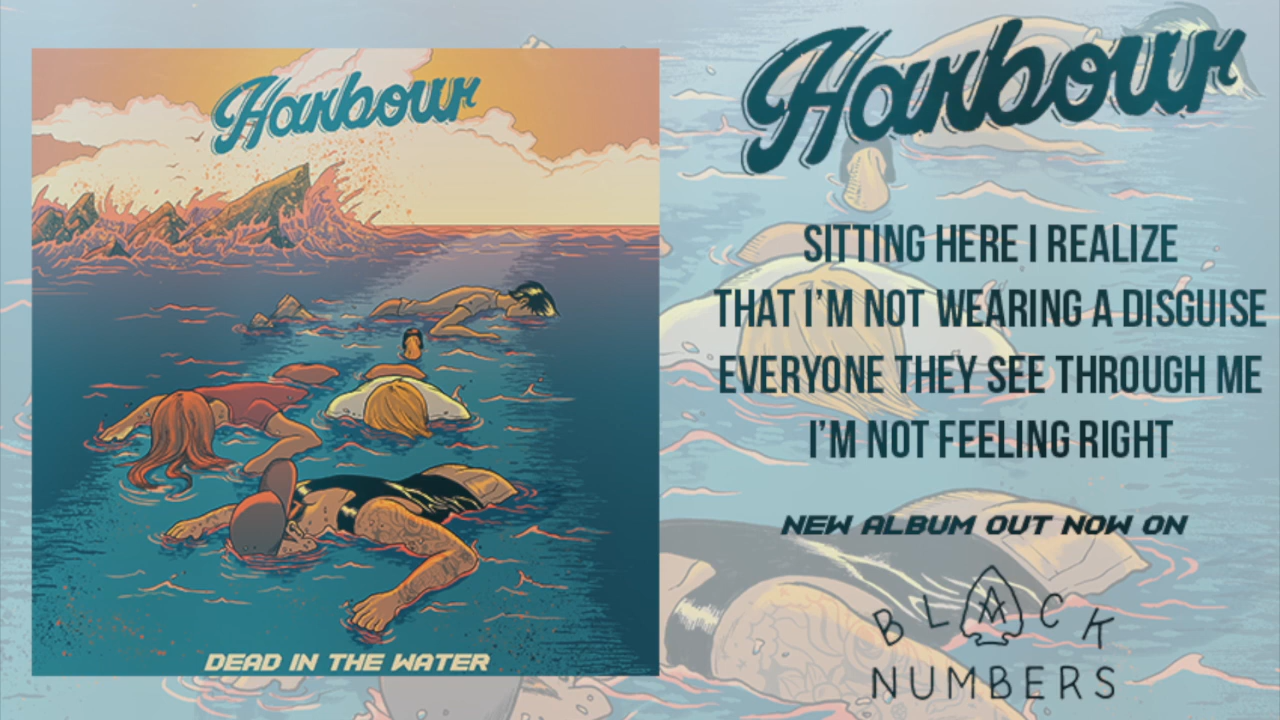 Harbour
DEAD IN THE WATER
Harbour
SITTING HERE I REALIZE
THAT I'M NOT WEARING A DISGUISE
EVERYONE THEY SEE THROUGH ME
I'M NOT FEELING RIGHT
NEW ALBUM OUT NOW ON
BLACK
NUMBERS